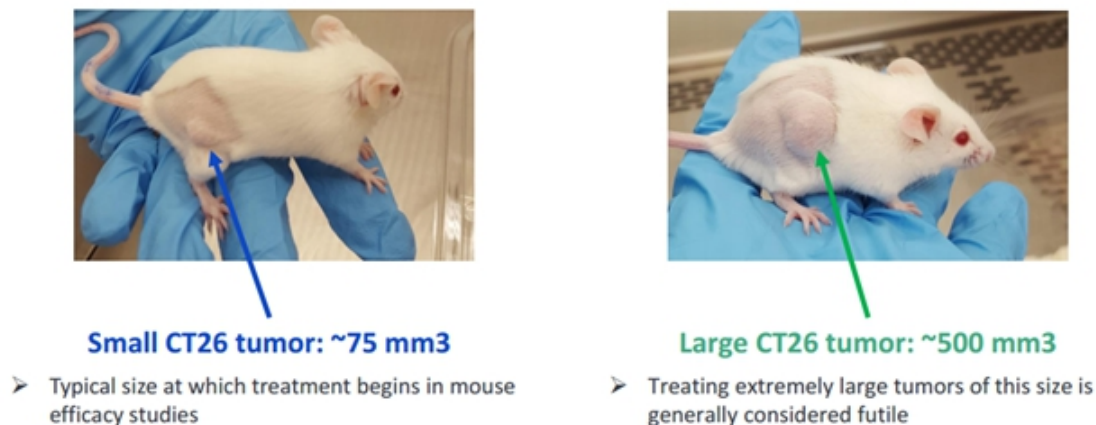 Small CT26 tumor: ~75 mm3
➢ Typical size at which treatment begins in mouse
efficacy studies
Large CT26 tumor: ~500 mm3
➢ Treating extremely large tumors of this size is
generally considered futile